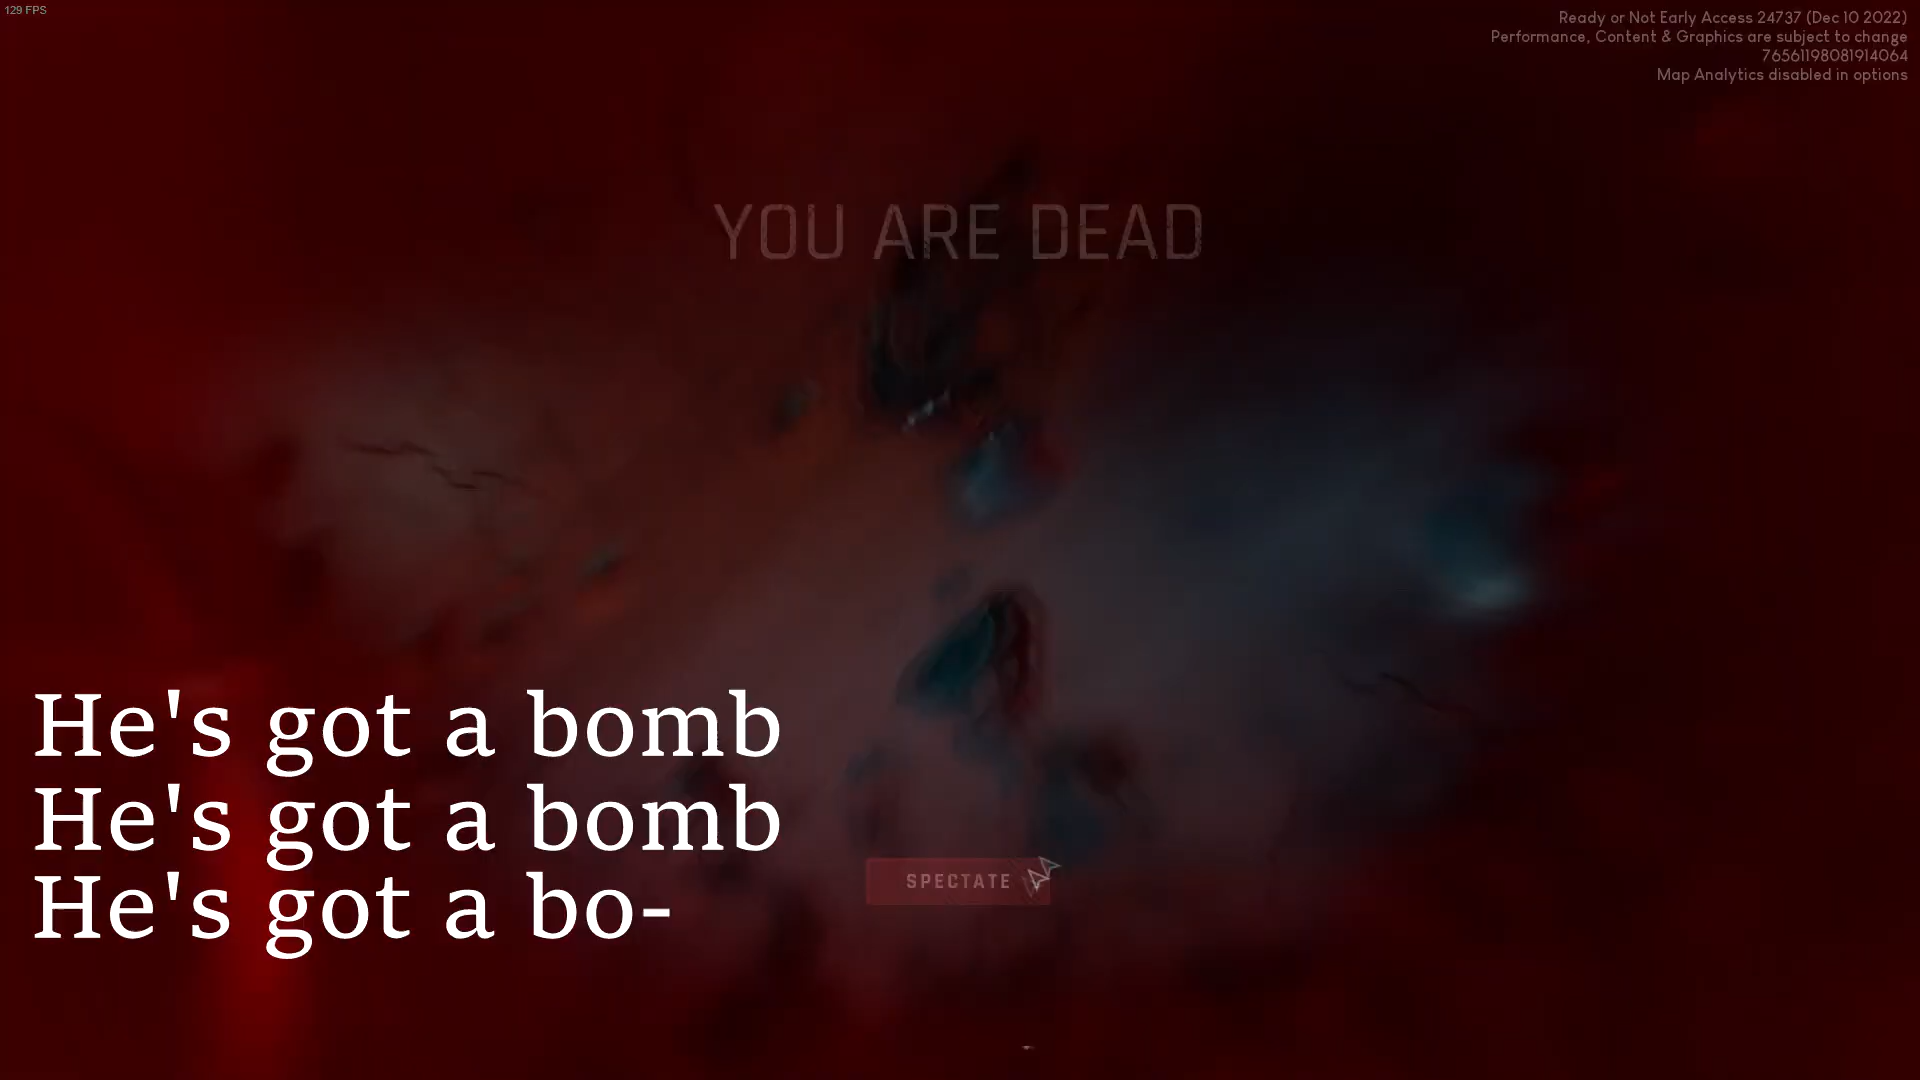 129 FPS
Ready or Not Early Access 24737 (Dec 10 2022)
Performance, Content & Graphics are subject to change
76561198081914064
Map Analytics disabled in options
YOU ARE DEAD
He's got a bomb
He's got a bomb
He's got a bo-
SPECTATE